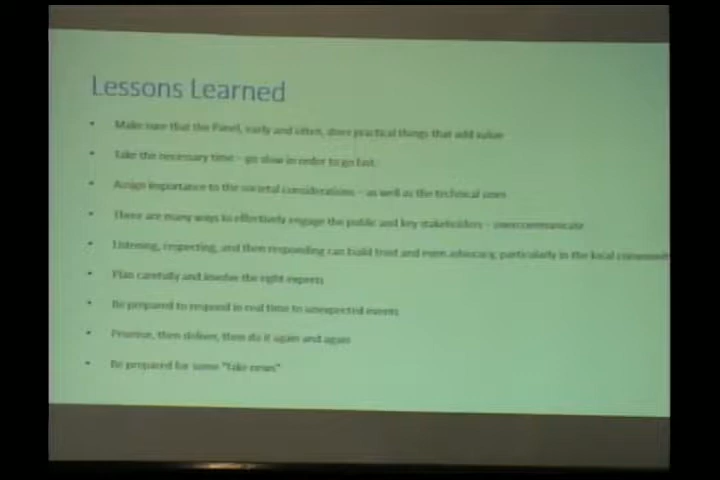 Lessons Learned
• Make sure that the Panel, early and often, does practical things that add value
• Take the necessary time – go slow in order to go fast.
• Assign importance to the societal considerations – as well as the technical ones
• There are many ways to effectively engage the public and key stakeholders – overcommunicate
• Listening, respecting, and then responding can build trust and even advocacy, particularly in the local
• Plan carefully and involve the right experts
• Be prepared to respond in real time to unexpected events
• Promise, then deliver, then do it again and again
• Be prepared for some "fake news"